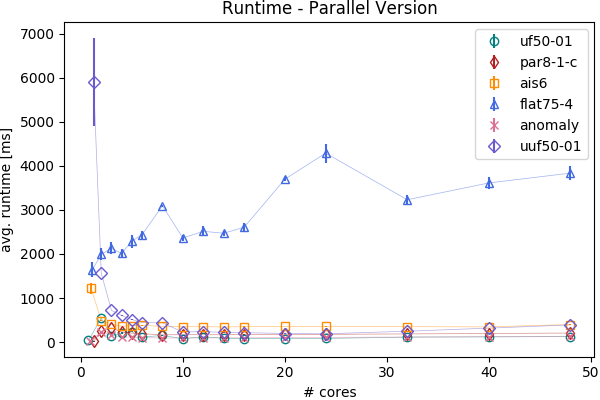 Runtime - Parallel Version
avg. runtime [ms]
7000
6000
5000
4000
3000
2000
1000
0
0
10
20
30
40
50
# cores
uf50-01
par8-1-c
ais6
flat75-4
anomaly
uuf50-01